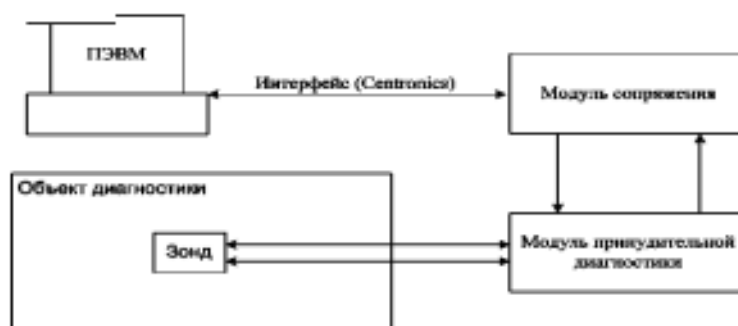 ПЭВМ
Интерфейс (Centronics)
Модуль сопряжения
Объект диагностики
Зонд
Модуль принудительной
диагностики